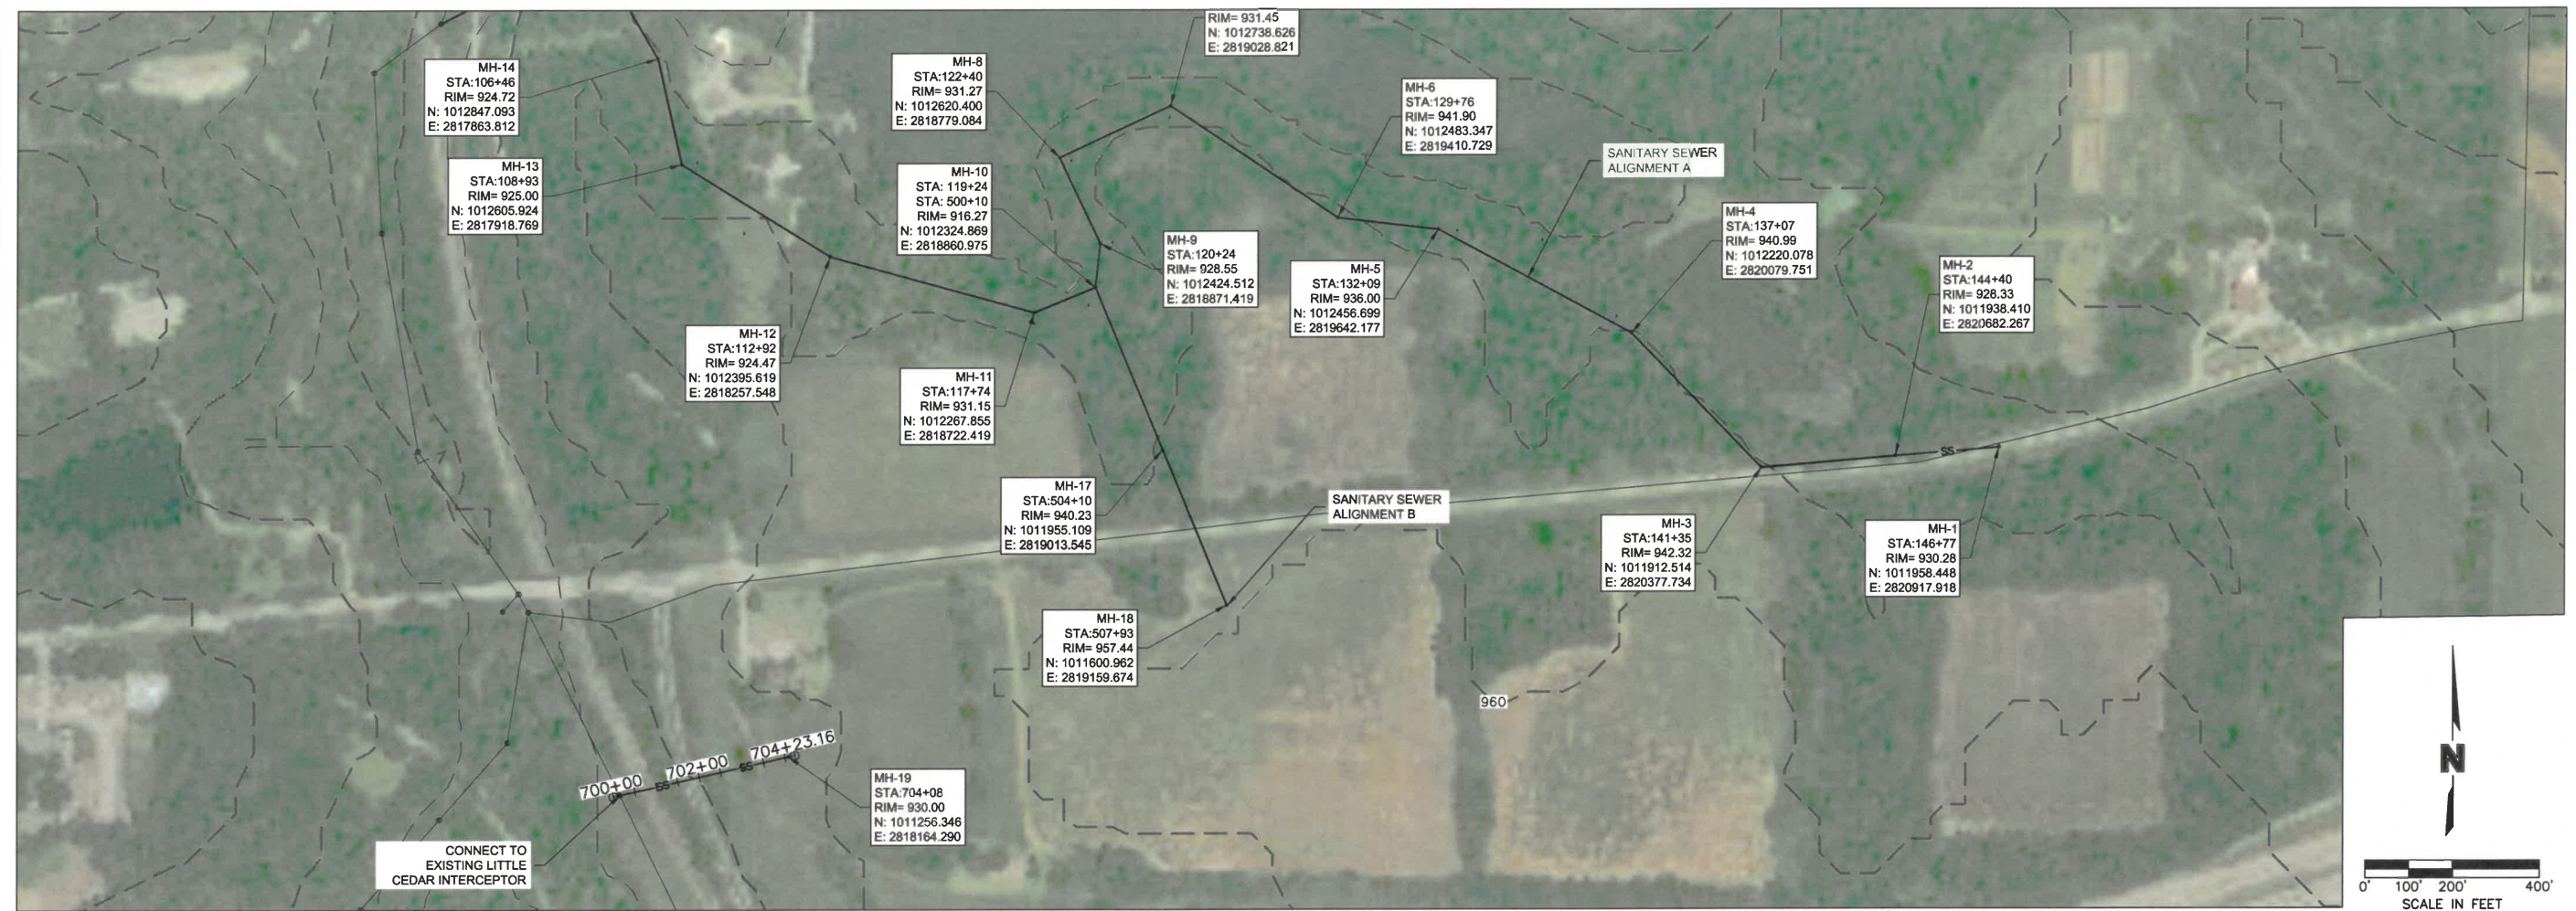 RIM= 931.45
N: 1012738.626
E: 2819028.821
MH-14
STA:106+46
RIM= 924.72
N: 1012847.093
E: 2817863.812
MH-8
STA:122+40
RIM= 931.27
N: 1012620.400
E: 2818779.084
MH-6
STA:129+76
RIM= 941.90
N: 1012483.347
E: 2819410.729
SANITARY SEWER
ALIGNMENT A
MH-13
STA:108+93
RIM= 925.00
N: 1012605.924
E: 2817918.769
MH-10
STA: 119+24
STA: 500+10
RIM= 916.27
N: 1012324.869
E: 2818860.975
MH-9
STA:120+24
RIM= 928.55
N: 1012424.512
E: 2818871.419
MH-4
STA:137+07
RIM= 940.99
N: 1012220.078
E: 2820079.751
MH-5
STA:132+09
RIM= 936.00
N: 1012456.699
E: 2819642.177
MH-2
STA:144+40
RIM= 928.33
N: 1011938.410
E: 2820682.267
MH-12
STA:112+92
RIM= 924.47
N: 1012395.619
E: 2818257.548
MH-11
STA:117+74
RIM= 931.15
N: 1012267.855
E: 2818722.419
SS
MH-17
STA:504+10
RIM= 940.23
N: 1011955.109
E: 2819013.545
SANITARY SEWER
ALIGNMENT B
MH-3
STA:141+35
RIM= 942.32
N: 1011912.514
E: 2820377.734
MH-1
STA:146+77
RIM= 930.28
N: 1011958.448
E: 2820917.918
MH-18
STA:507+93
RIM= 957.44
N: 1011600.962
E: 2819159.674
960
700+00
SS
702+00
SS
704+23.16
MH-19
STA:704+08
RIM= 930.00
N: 1011256.346
E: 2818164.290
CONNECT TO
EXISTING LITTLE
CEDAR INTERCEPTOR
N
0' 100' 200' 400'
SCALE IN FEET